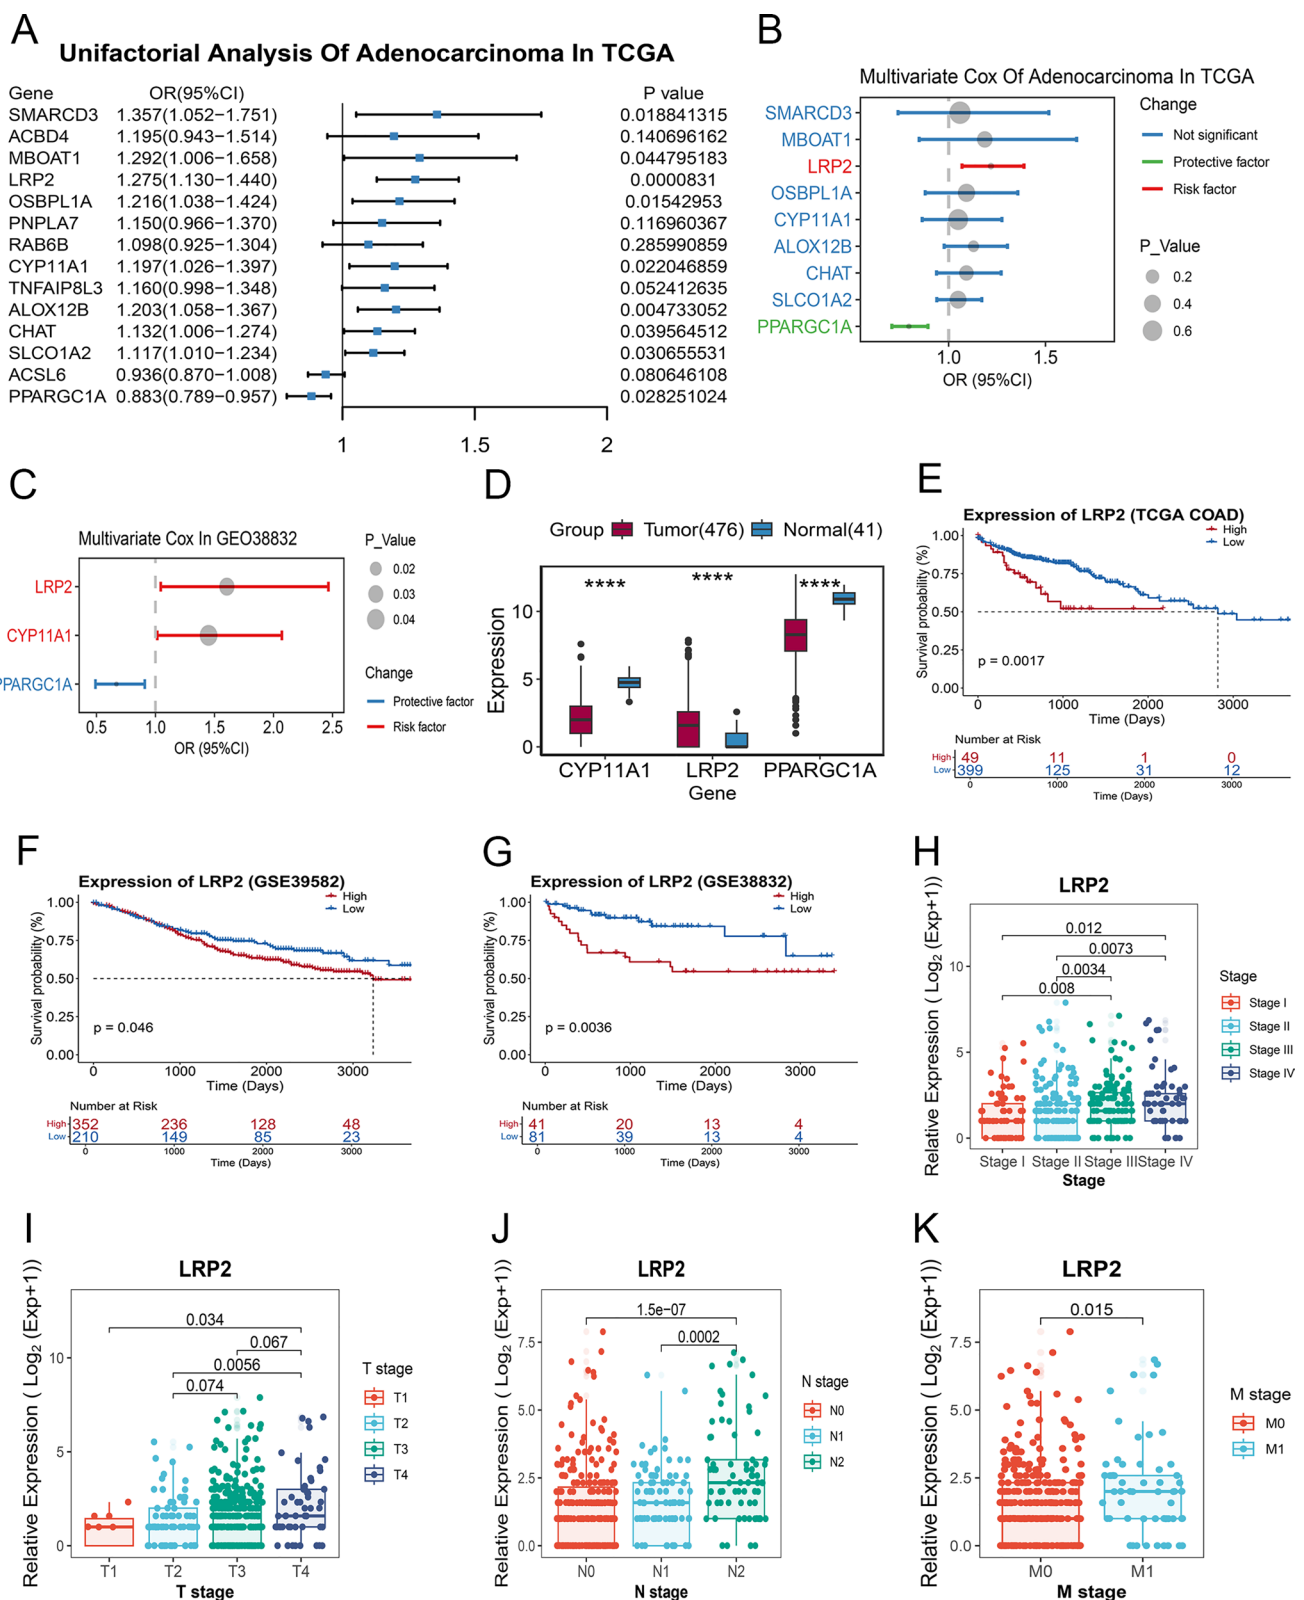 A
Unifactorial Analysis Of Adenocarcinoma In TCGA
Gene OR(95%CI) P value
SMARCD3 1.357(1.052−1.751) 0.018841315
ACBD4 1.195(0.943−1.514) 0.140696162
MBOAT1 1.292(1.006−1.658) 0.044795183
LRP2 1.275(1.130−1.440) 0.0000831
OSBPL1A 1.216(1.038−1.424) 0.01542953
PNPLA7 1.150(0.966−1.370) 0.116960367
RAB6B 1.098(0.925−1.304) 0.285990859
CYP11A1 1.197(1.026−1.397) 0.022046859
TNFAIP8L3 1.160(0.998−1.348) 0.052412635
ALOX12B 1.203(1.058−1.367) 0.004733052
CHAT 1.132(1.006−1.274) 0.039564512
SLCO1A2 1.117(1.010−1.234) 0.030655531
ACSL6 0.936(0.870−1.008) 0.080646108
PPARGC1A 0.883(0.789−0.957) 0.028251024
1 1.5 2
B
Multivariate Cox Of Adenocarcinoma In TCGA
SMARCD3
MBOAT1
LRP2
OSBPL1A
CYP11A1
ALOX12B
CHAT
SLCO1A2
PPARGC1A
1.0 1.5
OR (95%CI)
Change
Not significant
Protective factor
Risk factor
P_Value
0.2
0.4
0.6
C
Multivariate Cox In GEO38832
LRP2
CYP11A1
PPARGC1A
0.5 1.0 1.5 2.0 2.5
OR (95%CI)
P_Value
0.02
0.03
0.04
Change
Protective factor
Risk factor
D
Group Tumor(476) Normal(41)
**** **** ****
Expression
10
5
0
CYP11A1 LRP2 PPARGC1A
Gene
E
Expression of LRP2 (TCGA COAD)
High
Low
Survival probability (%)
1.00
0.75
0.50
0.25
0.00
p = 0.0017
0 1000 2000 3000
Time (Days)
Number at Risk
High 49 11 1 0
Low 399 125 31 12
0 1000 2000 3000
Time (Days)
F
Expression of LRP2 (GSE39582)
High
Low
Survival probability (%)
1.00
0.75
0.50
0.25
0.00
p = 0.046
0 1000 2000 3000
Time (Days)
Number at Risk
High 352 236 128 48
Low 210 149 85 23
0 1000 2000 3000
Time (Days)
G
Expression of LRP2 (GSE38832)
High
Low
Survival probability (%)
1.00
0.75
0.50
0.25
0.00
p = 0.0036
0 1000 2000 3000
Time (Days)
Number at Risk
High 41 20 13 4
Low 81 39 13 4
0 1000 2000 3000
Time (Days)
H
LRP2
Relative Expression ( Log2 (Exp+1))
10
5
0
0.012
0.0073
0.0034
0.008
Stage I Stage II Stage III Stage IV
Stage
Stage
Stage I
Stage II
Stage III
Stage IV
I
LRP2
Relative Expression ( Log2 (Exp+1))
10
5
0
0.034
0.067
0.0056
0.074
T1 T2 T3 T4
T stage
T stage
T1
T2
T3
T4
J
LRP2
Relative Expression ( Log2 (Exp+1))
7.5
5.0
2.5
0.0
1.5e−07
0.0002
N0 N1 N2
N stage
N stage
N0
N1
N2
K
LRP2
Relative Expression ( Log2 (Exp+1))
7.5
5.0
2.5
0.0
0.015
M0 M1
M stage
M stage
M0
M1